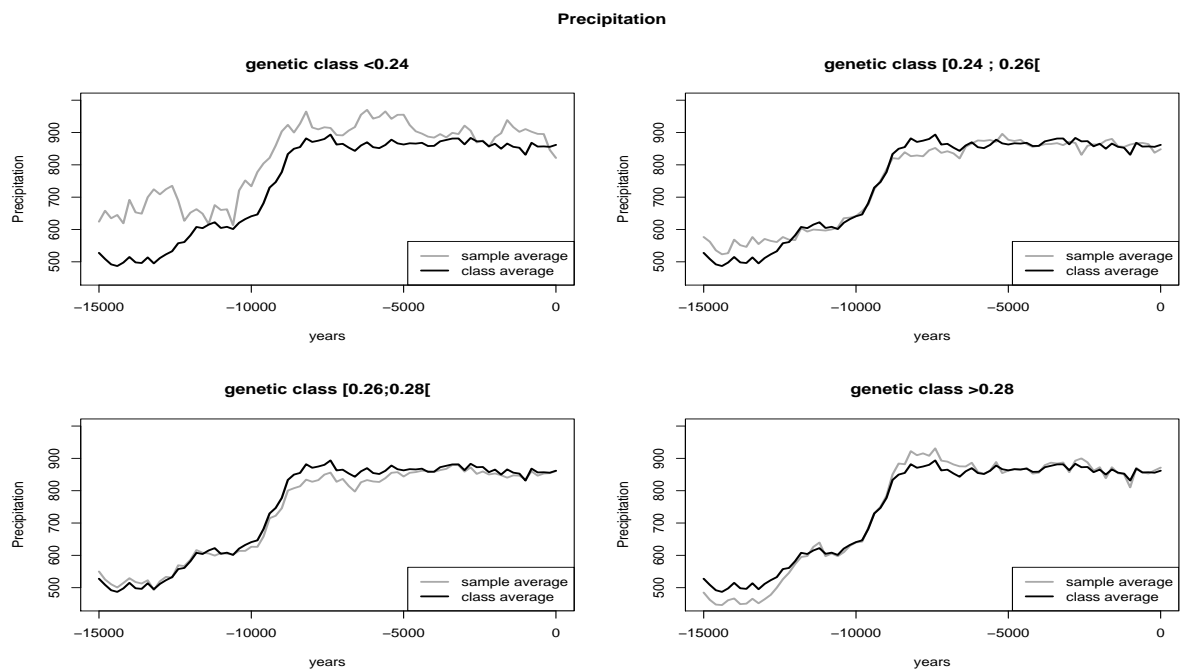 Precipitation
genetic class <0.24
Precipitation
500 600 700 800 900
−15000 −10000 −5000 0
years
sample average
class average
genetic class [0.24 ; 0.26[
Precipitation
500 600 700 800 900
−15000 −10000 −5000 0
years
sample average
class average
genetic class [0.26;0.28[
Precipitation
500 600 700 800 900
−15000 −10000 −5000 0
years
sample average
class average
genetic class >0.28
Precipitation
500 600 700 800 900
−15000 −10000 −5000 0
years
sample average
class average